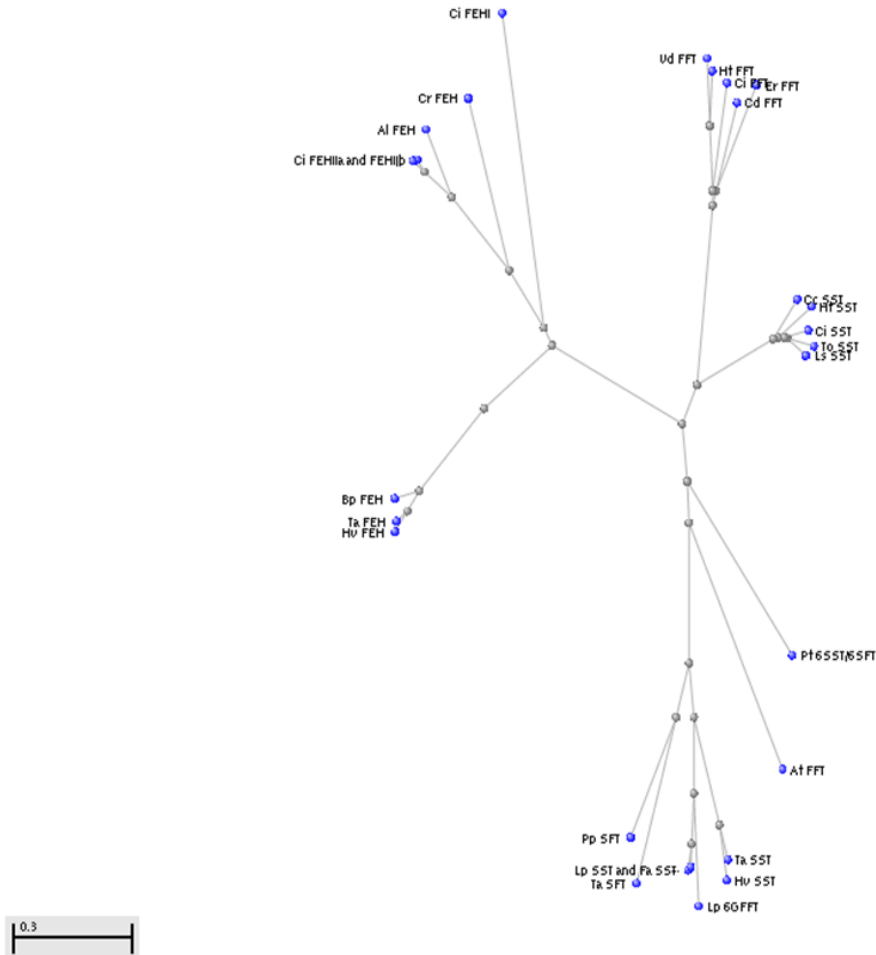 Ci FEHI
Vd FFT
Ht FFT
Ci FFT
Er FFT
Cd FFT
Cr FEH
Al FEH
Ci FEHIIa and FEHIIb
Cc SST
Ht SST
Ci SST
To SST
Ls SST
Bp FEH
Ta FEH
Hv FEH
Pt 6SST/6SFT
At FFT
Pp SFT
Ta SST
Lp SST and Fa SST
Hv SST
Ta SFT
Lp 6GFFT
0.3